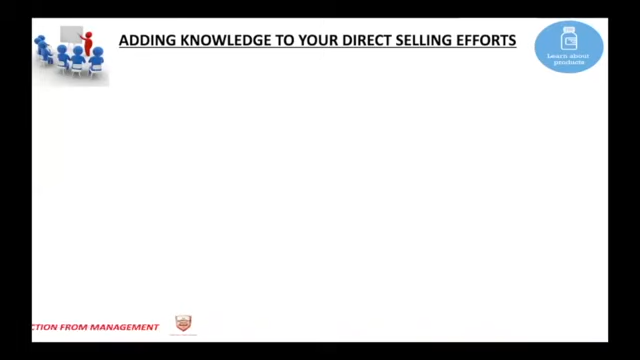 ADDING KNOWLEDGE TO YOUR DIRECT SELLING EFFORTS
Learn about
products
CTION FROM MANAGEMENT